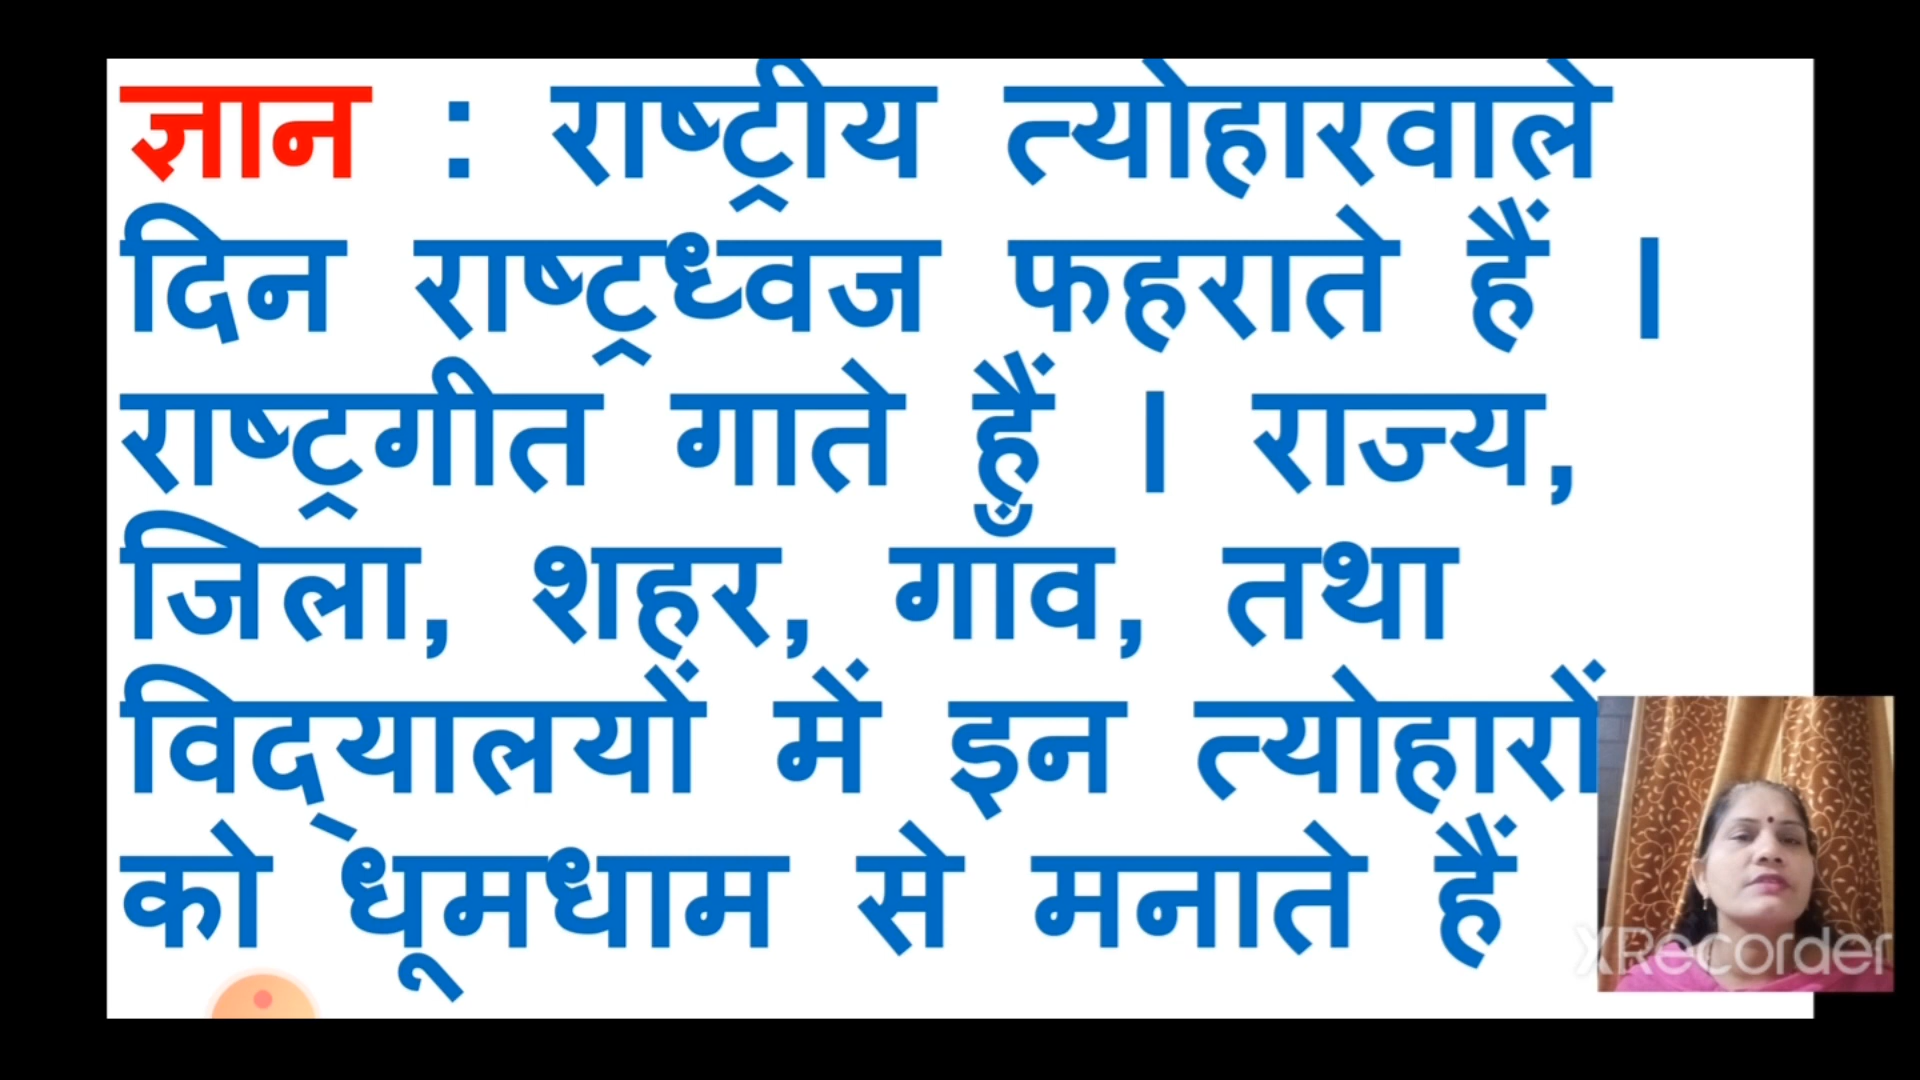 ज्ञान : राष्ट्रीय त्योहारवाले
दिन राष्ट्रध्वज फहराते हैं ।
राष्ट्रगीत गाते हैं । राज्य,
जिला, शहर, गाँव, तथा
विद्यालयों में इन त्योहारों
को धूमधाम से मनाते हैं
XRecorder